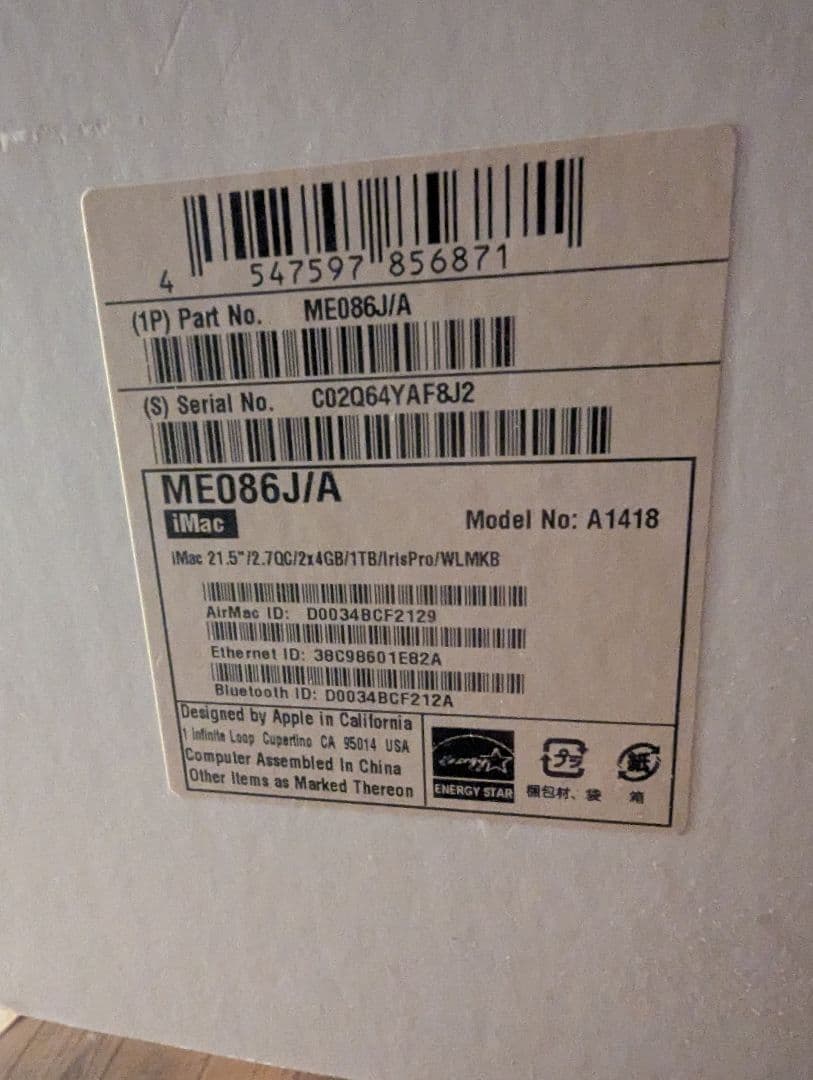 4 547597 856871
(1P) Part No. ME086J/A
(S) Serial No. C02Q64YAF8J2
ME086J/A
iMac
Model No: A1418
iMac 21.5"/2.7QC/2x4GB/1TB/IrisPro/WLMKB
AirMac ID: D0034BCF2129
Ethernet ID: 38C98601E82A
Bluetooth ID: D0034BCF212A
Designed by Apple in California
1 Infinite Loop Cupertino CA 95014 USA
Computer Assembled In China
Other Items as Marked Thereon
ENERGY STAR
プラ
梱包材、袋
紙
箱